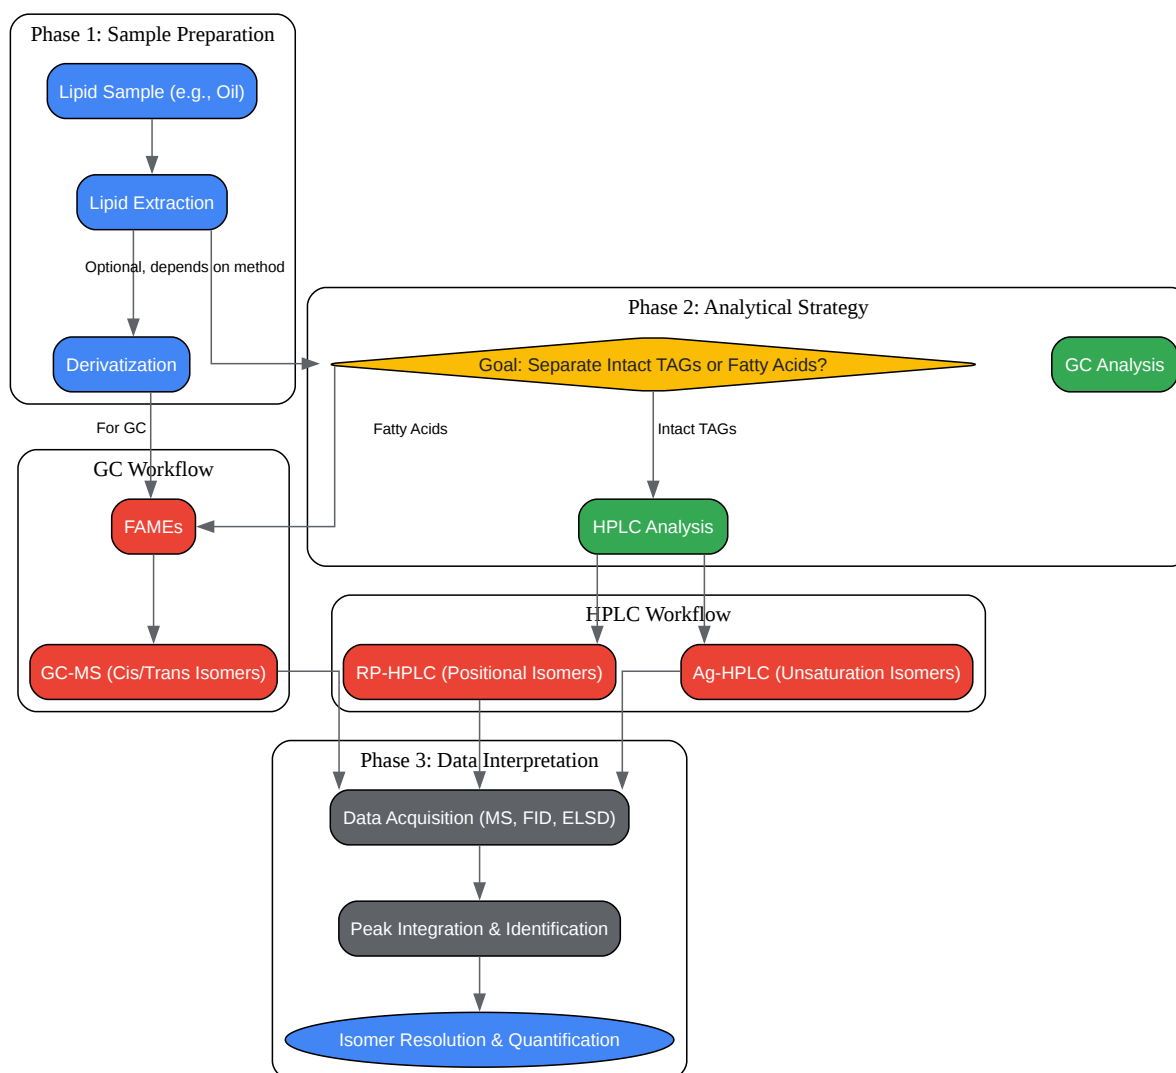 Phase 1: Sample Preparation
Lipid Sample (e.g., Oil)
Lipid Extraction
Optional, depends on method
Derivatization
Phase 2: Analytical Strategy
Goal: Separate Intact TAGs or Fatty Acids?
GC Analysis
For GC
Fatty Acids
Intact TAGs
GC Workflow
FAMEs
HPLC Analysis
HPLC Workflow
GC-MS (Cis/Trans Isomers)
RP-HPLC (Positional Isomers)
Ag-HPLC (Unsaturation Isomers)
Phase 3: Data Interpretation
Data Acquisition (MS, FID, ELSD)
Peak Integration & Identification
Isomer Resolution & Quantification